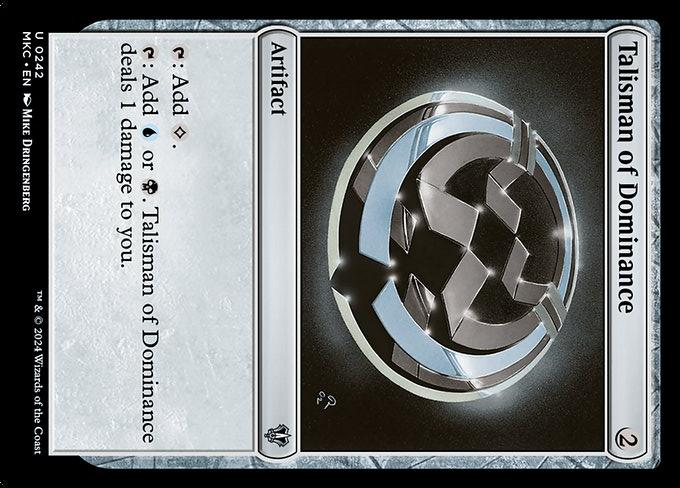 Talisman of Dominance 2
Artifact
: Add .
: Add or . Talisman of Dominance
deals 1 damage to you.
U 0242
MKC • EN Mike Dringenberg
™ & © 2024 Wizards of the Coast